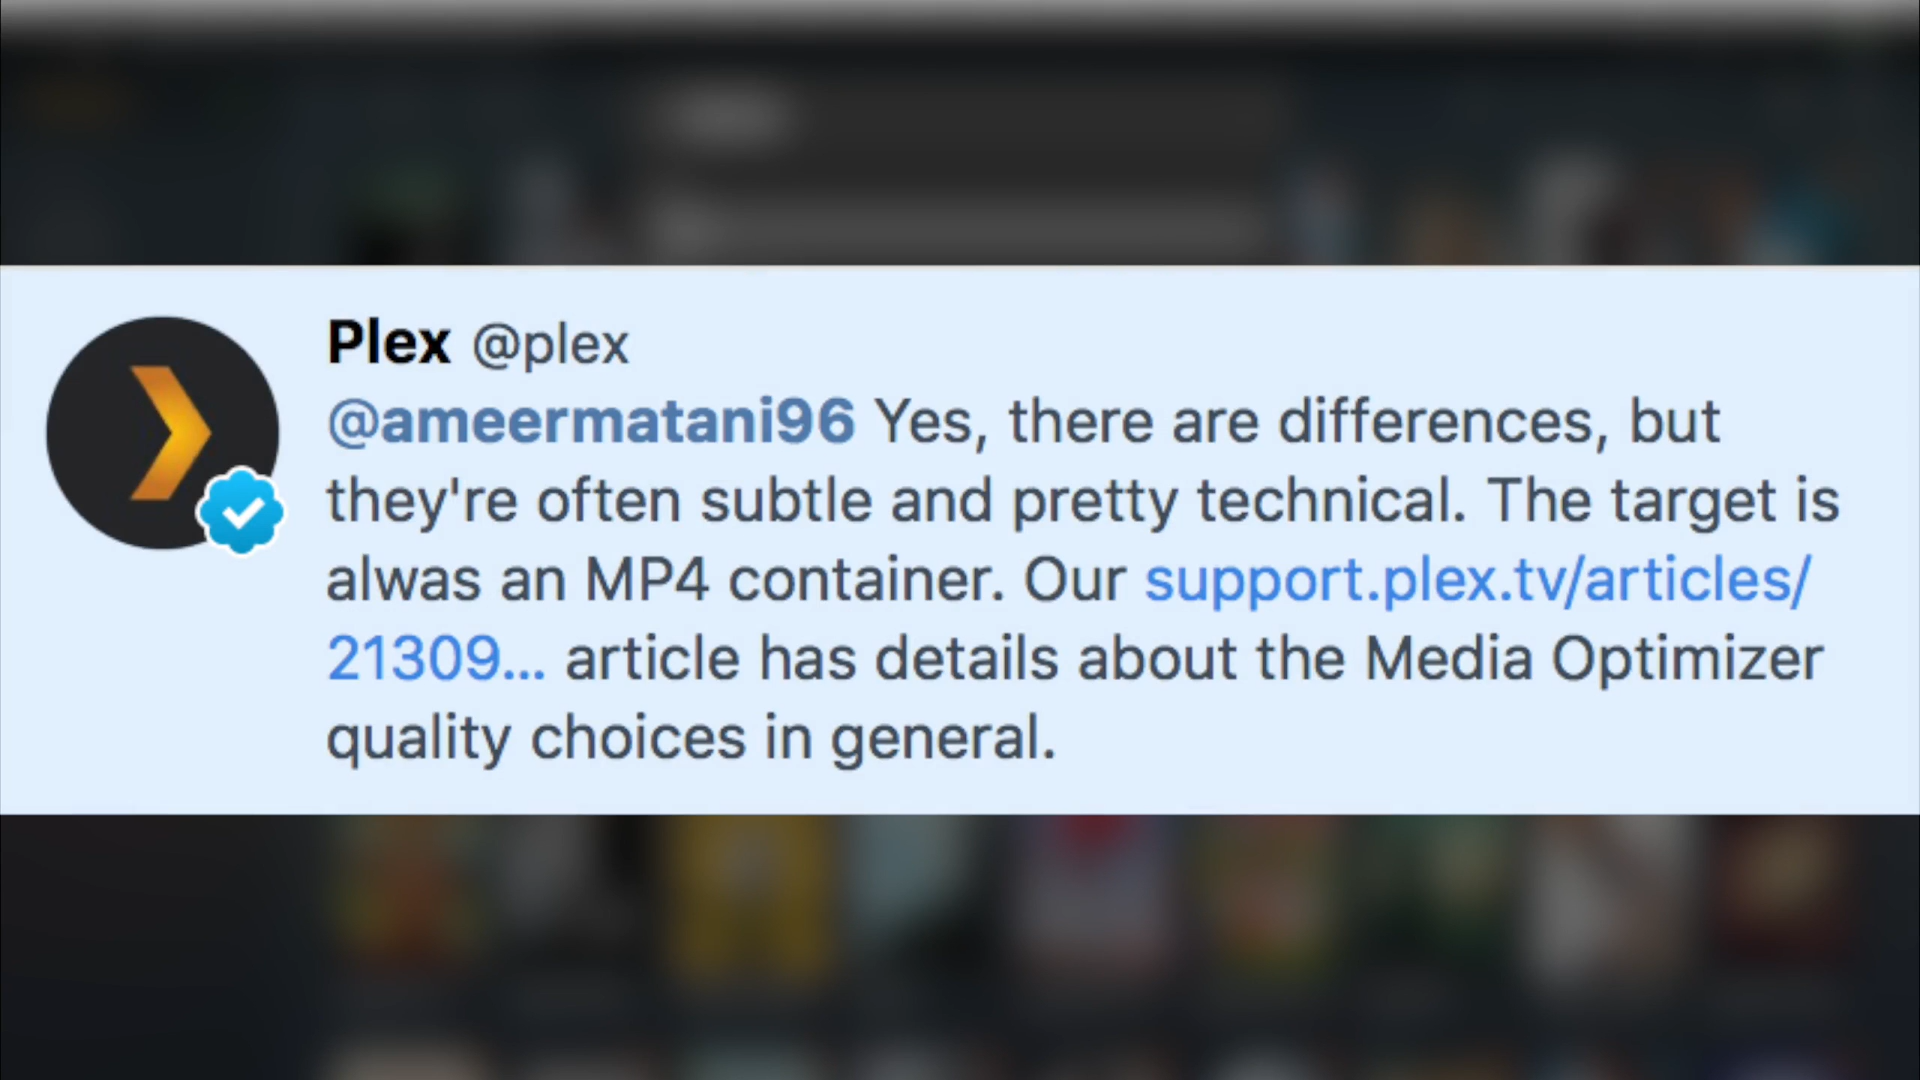 Plex @plex
@ameermatani96 Yes, there are differences, but
they're often subtle and pretty technical. The target is
alwas an MP4 container. Our support.plex.tv/articles/
21309... article has details about the Media Optimizer
quality choices in general.